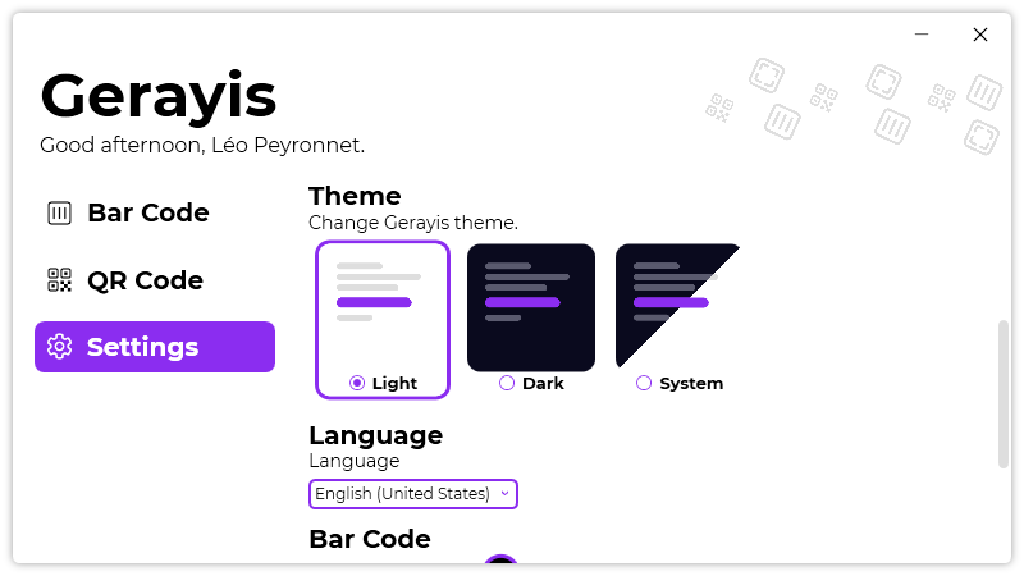 Gerayis
Good afternoon, Léo Peyronnet.
Bar Code
QR Code
Settings
Theme
Change Gerayis theme.
Light
Dark
System
Language
Language
English (United States)
Bar Code